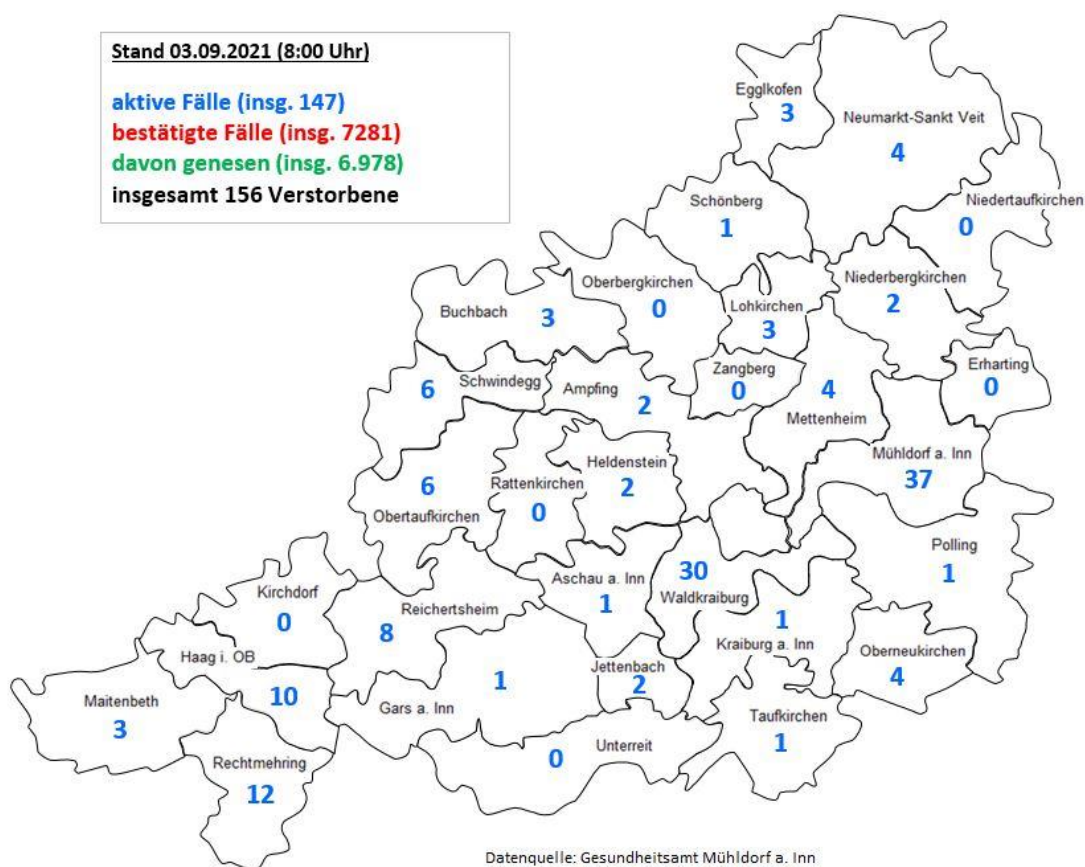 Stand 03.09.2021 (8:00 Uhr)
aktive Fälle (insg. 147)
bestätigte Fälle (insg. 7281)
davon genesen (insg. 6.978)
insgesamt 156 Verstorbene
Egglkofen
3
Neumarkt-Sankt Veit
4
Schönberg
1
Niedertaufkirchen
0
Oberbergkirchen
0
Niederbergkirchen
2
Buchbach
3
Lohkirchen
3
Schwindegg
6
Ampfing
2
Zangberg
0
4
Mettenheim
Erharting
0
Mühldorf a. Inn
37
6
Obertaufkirchen
Rattenkirchen
0
Heldenstein
2
Polling
1
Kirchdorf
0
Reichertsheim
8
Aschau a. Inn
1
30
Waldkraiburg
1
Kraiburg a. Inn
Oberneukirchen
4
Haag i. OB
10
Maitenbeth
3
Gars a. Inn
1
Jettenbach
2
Taufkirchen
1
Unterreit
0
Rechtmehring
12
Datenquelle: Gesundheitsamt Mühldorf a. Inn